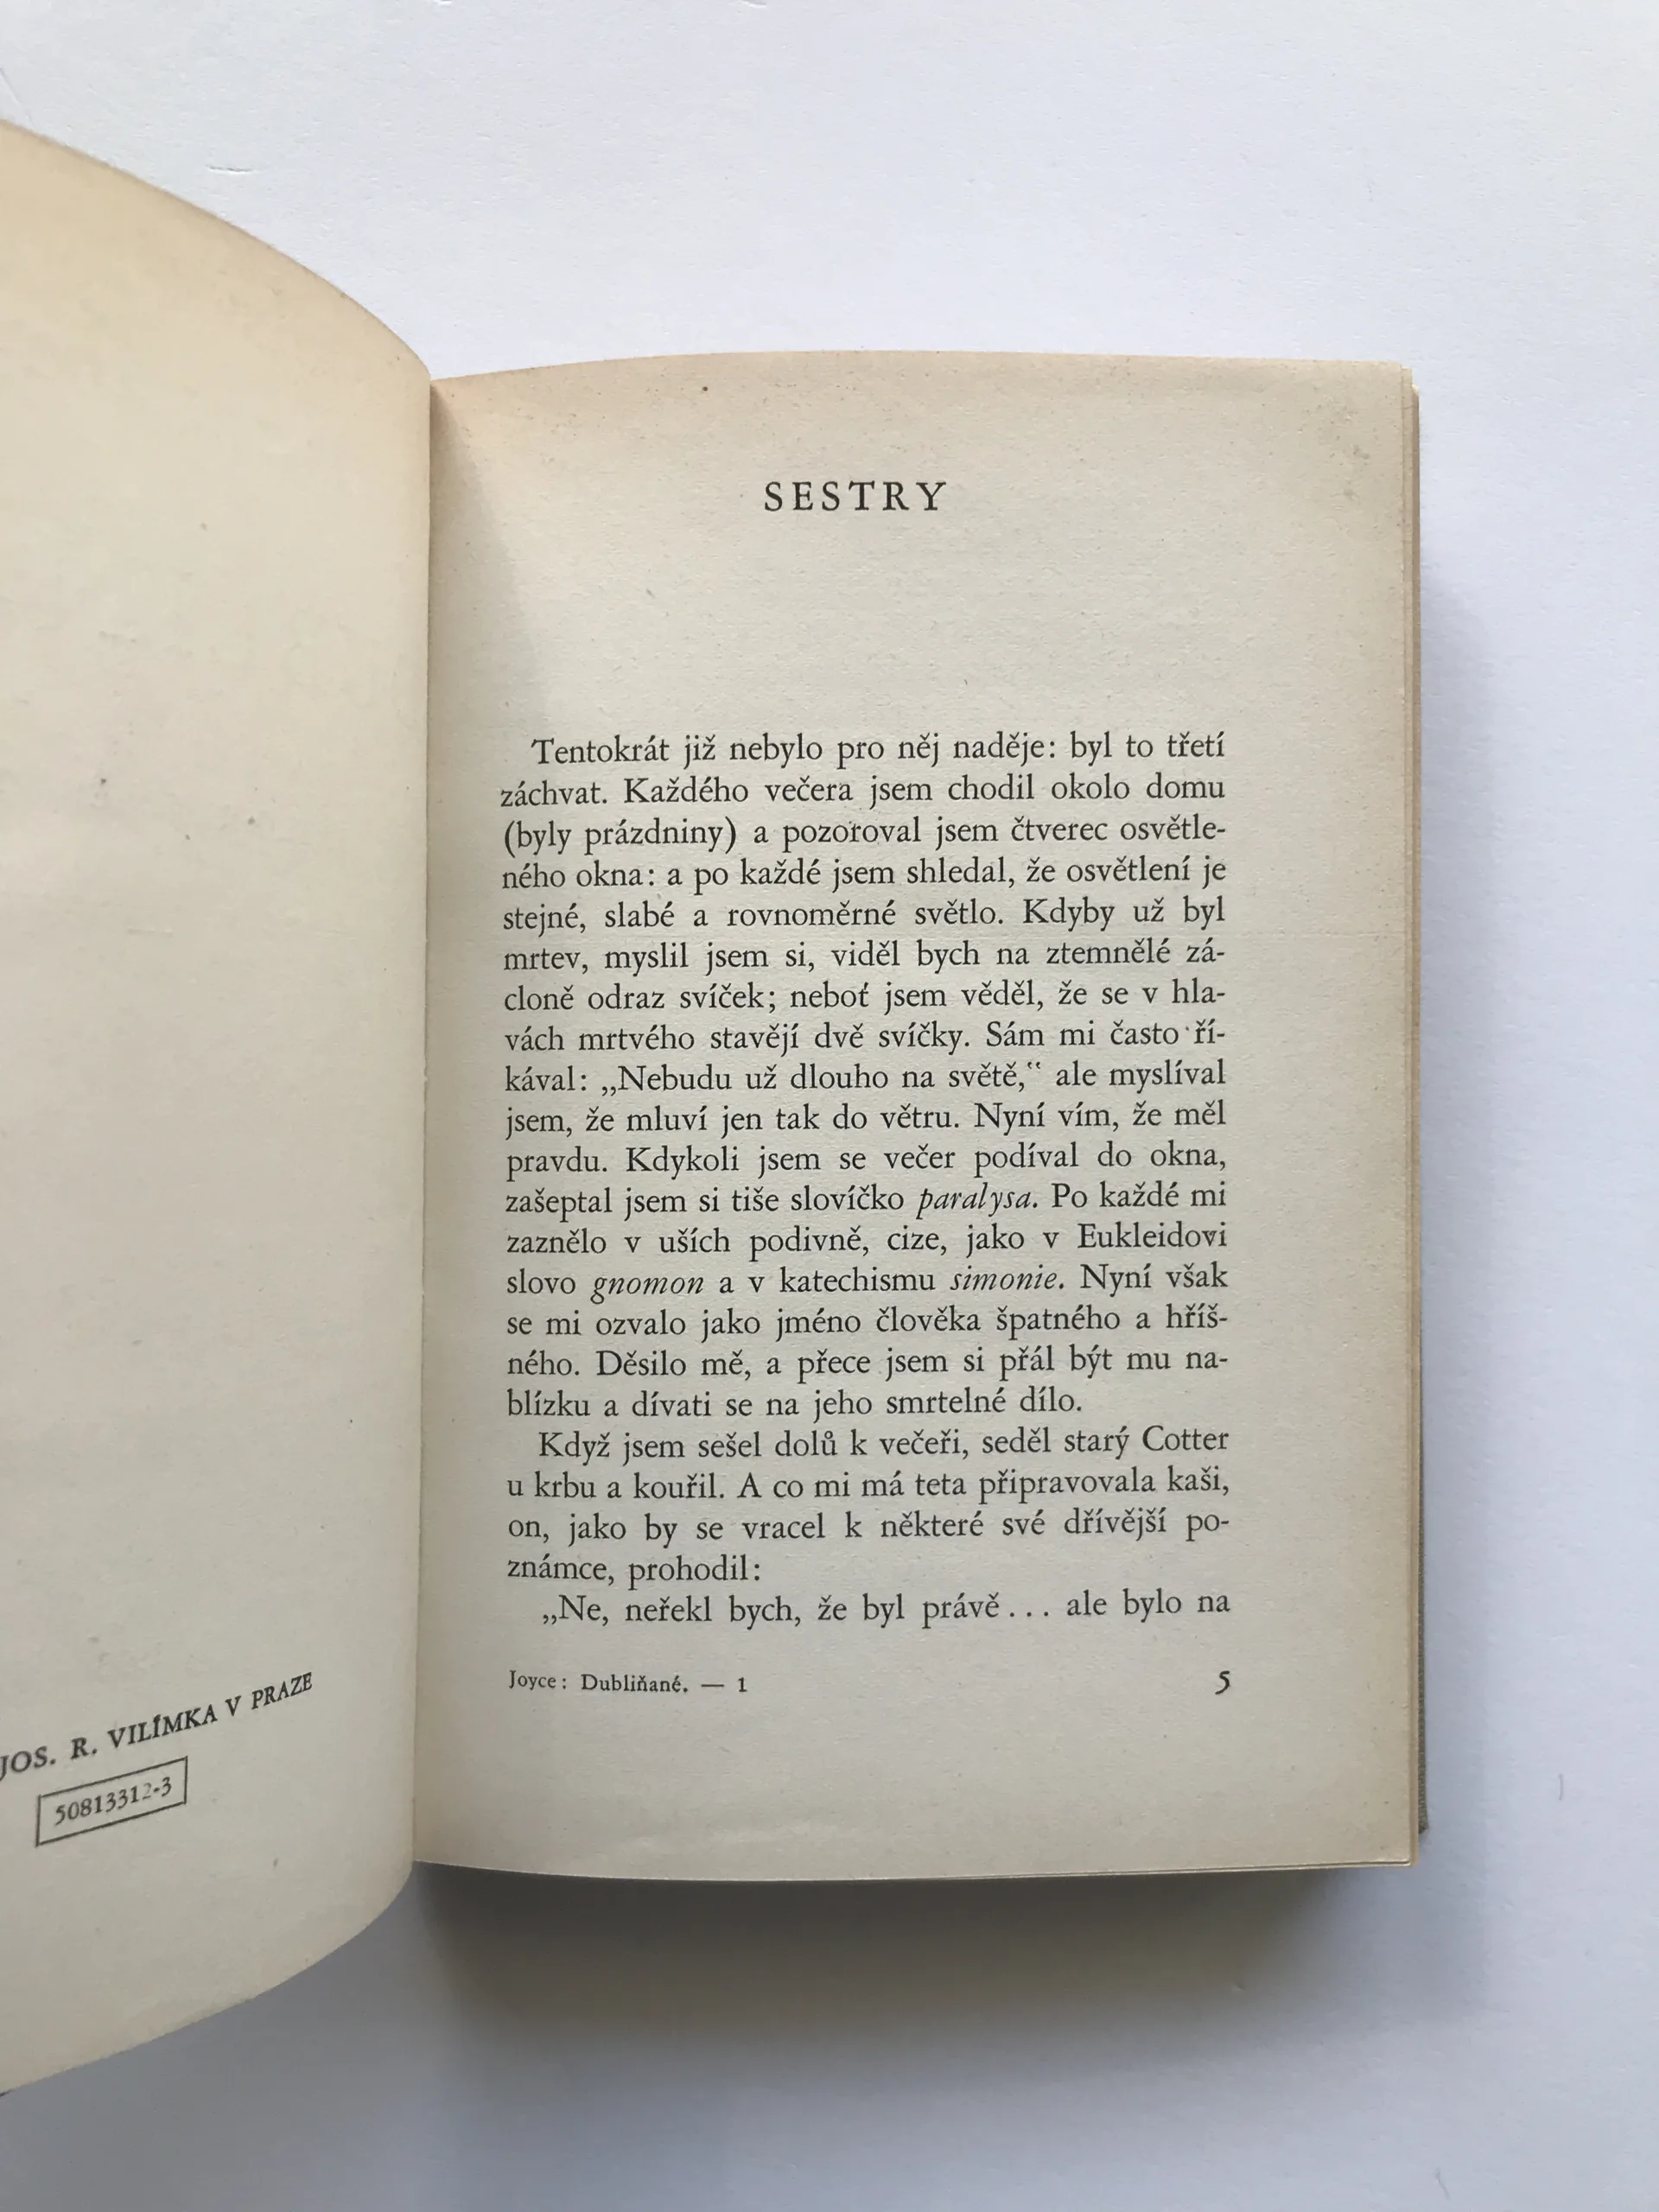 JOS. R. VILÍMKA V PRAZE
50813312-3
SESTRY
Tentokrát již nebylo pro něj naděje: byl to třetí
záchvat. Každého večera jsem chodil okolo domu
(byly prázdniny) a pozoroval jsem čtverec osvětle-
ného okna: a po každé jsem shledal, že osvětlení je
stejné, slabé a rovnoměrné světlo. Kdyby už byl
mrtev, myslil jsem si, viděl bych na ztemnělé zá-
cloně odraz svíček; neboť jsem věděl, že se v hla-
vách mrtvého stavějí dvě svíčky. Sám mi často ří-
kával: „Nebudu už dlouho na světě,“ ale myslíval
jsem, že mluví jen tak do větru. Nyní vím, že měl
pravdu. Kdykoli jsem se večer podíval do okna,
zašeptal jsem si tiše slovíčko paralysa. Po každé mi
zaznělo v uších podivně, cize, jako v Eukleidovi
slovo gnomon a v katechismu simonie. Nyní však
se mi ozvalo jako jméno člověka špatného a hříš-
ného. Děsilo mě, a přece jsem si přál být mu na-
blízku a dívati se na jeho smrtelné dílo.
Když jsem sešel dolů k večeři, seděl starý Cotter
u krbu a kouřil. A co mi má teta připravovala kaši,
on, jako by se vracel k některé své dřívější po-
známce, prohodil:
„Ne, neřekl bych, že byl právě... ale bylo na
Joyce: Dubliňané. — 1
5